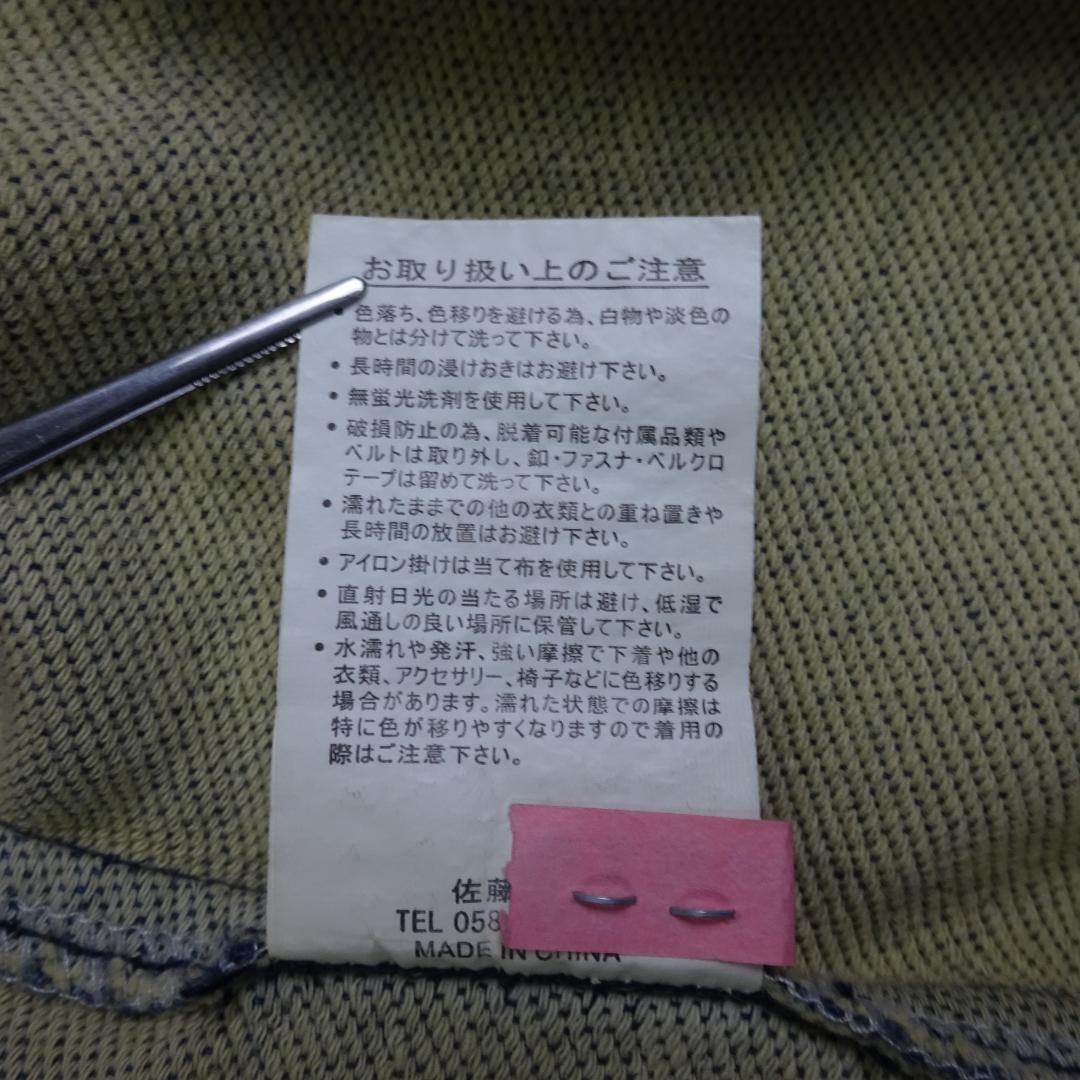 お取り扱い上のご注意
• 色落ち、色移りを避ける為、白物や淡色の
物とは分けて洗って下さい。
• 長時間の浸けおきはお避け下さい。
• 無蛍光洗剤を使用して下さい。
• 破損防止の為、脱着可能な付属品類や
ベルトは取り外し、釦・ファスナ・ベルクロ
テープは留めて洗って下さい。
• 濡れたままでの他の衣類との重ね置きや
長時間の放置はお避け下さい。
• アイロン掛けは当て布を使用して下さい。
• 直射日光の当たる場所は避け、低湿で
風通しの良い場所に保管して下さい。
• 水濡れや発汗、強い摩擦で下着や他の
衣類、アクセサリー、椅子などに色移りする
場合があります。濡れた状態での摩擦は
特に色が移りやすくなりますので着用の
際はご注意下さい。
佐藤
TEL 058
MADE IN CHINA